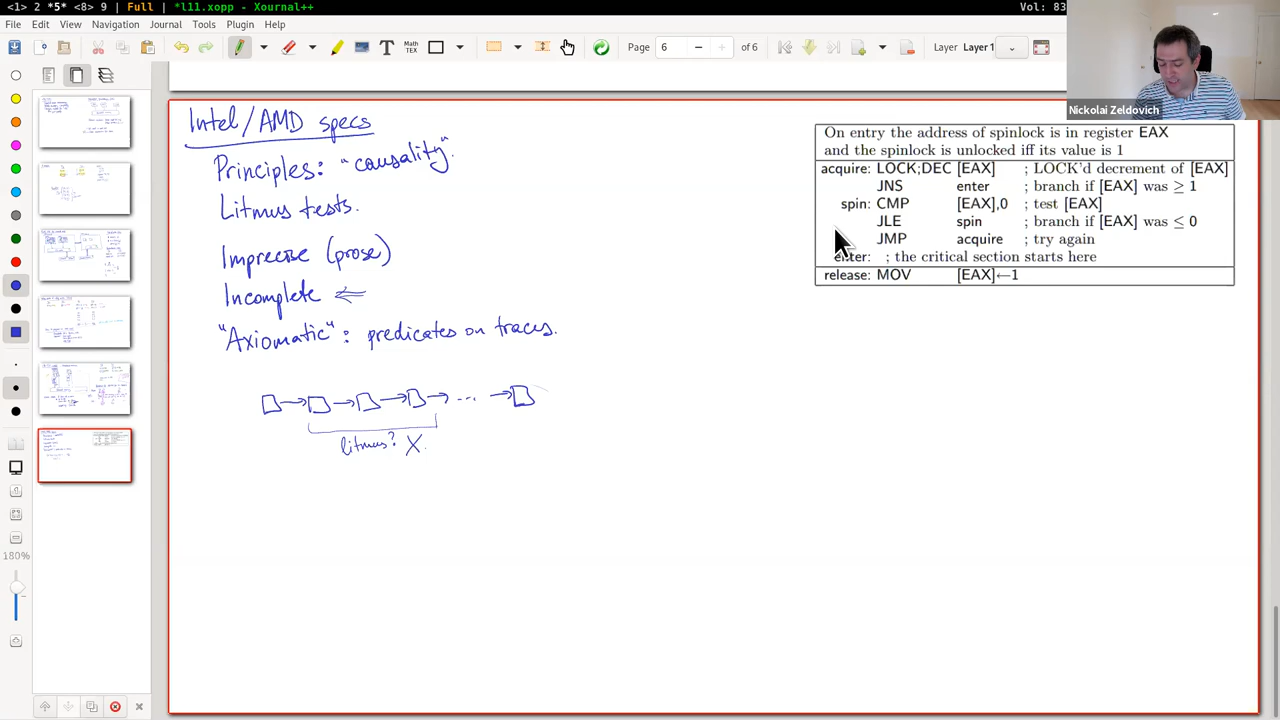 <1> 2 *5* <8> 9 | Full | *l11.xopp - Xournal++
Vol: 83
File Edit View Navigation Journal Tools Plugin Help
T Math TEX Page 6 of 6 Layer Layer 1
Nickolai Zeldovich
Intel/AMD specs
Principles: "causality".
Litmus tests.
Imprecise (prose)
Incomplete ⇐
"Axiomatic": predicates on traces.
→ → → → ... →
litmus? X.
On entry the address of spinlock is in register EAX
and the spinlock is unlocked iff its value is 1
acquire: LOCK;DEC [EAX] ; LOCK'd decrement of [EAX]
JNS enter ; branch if [EAX] was ≥ 1
spin: CMP [EAX],0 ; test [EAX]
JLE spin ; branch if [EAX] was ≤ 0
JMP acquire ; try again
enter: ; the critical section starts here
release: MOV [EAX]←1
180%